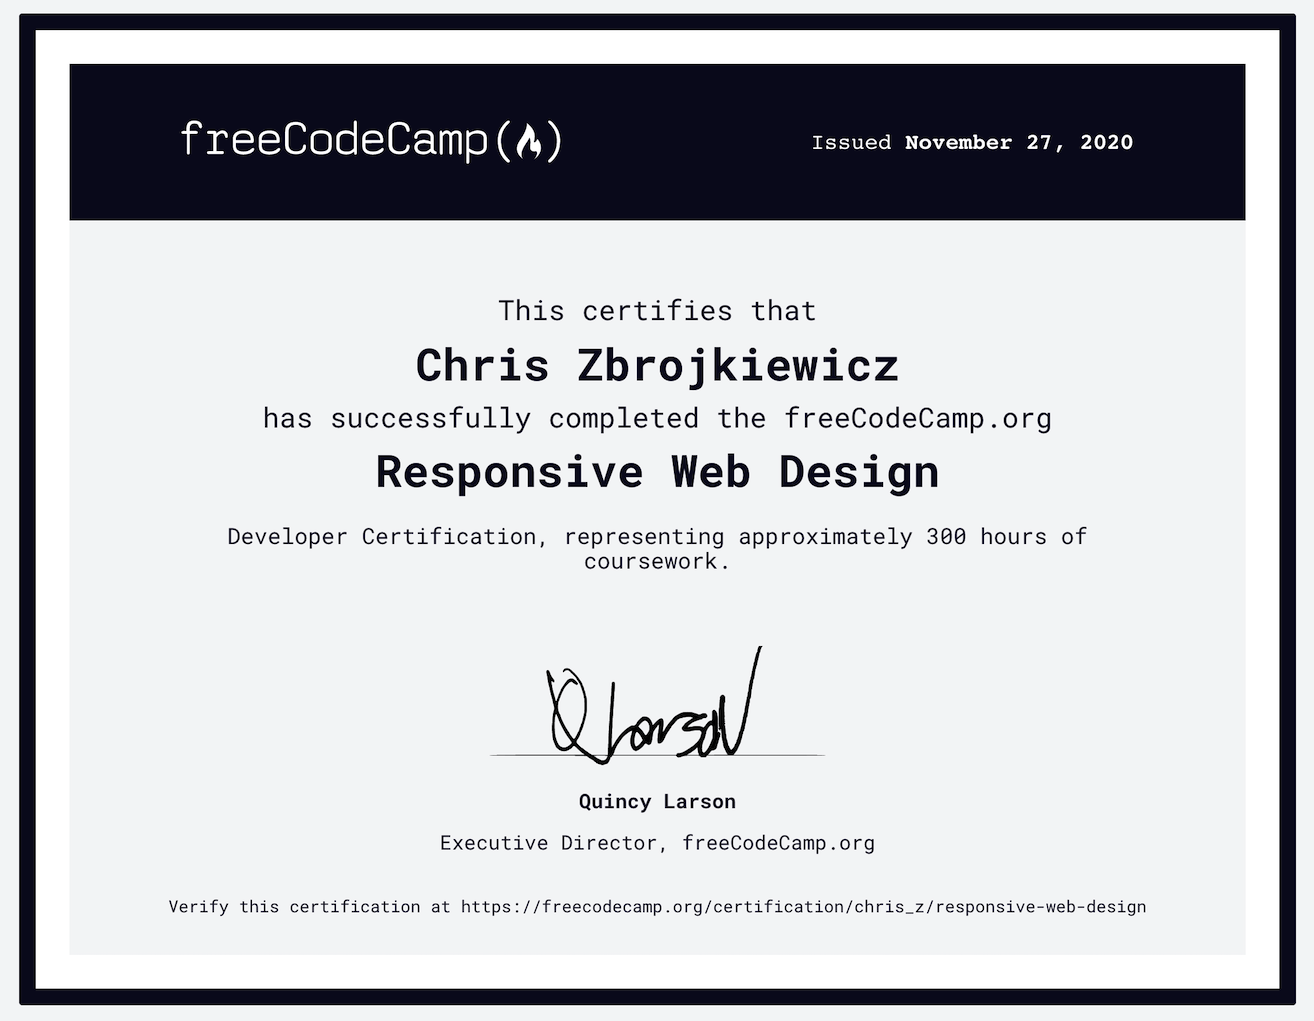 freeCodeCamp(🔥)
Issued November 27, 2020
This certifies that
Chris Zbrojkiewicz
has successfully completed the freeCodeCamp.org
Responsive Web Design
Developer Certification, representing approximately 300 hours of
coursework.
Q Larson
Quincy Larson
Executive Director, freeCodeCamp.org
Verify this certification at https://freecodecamp.org/certification/chris_z/responsive-web-design